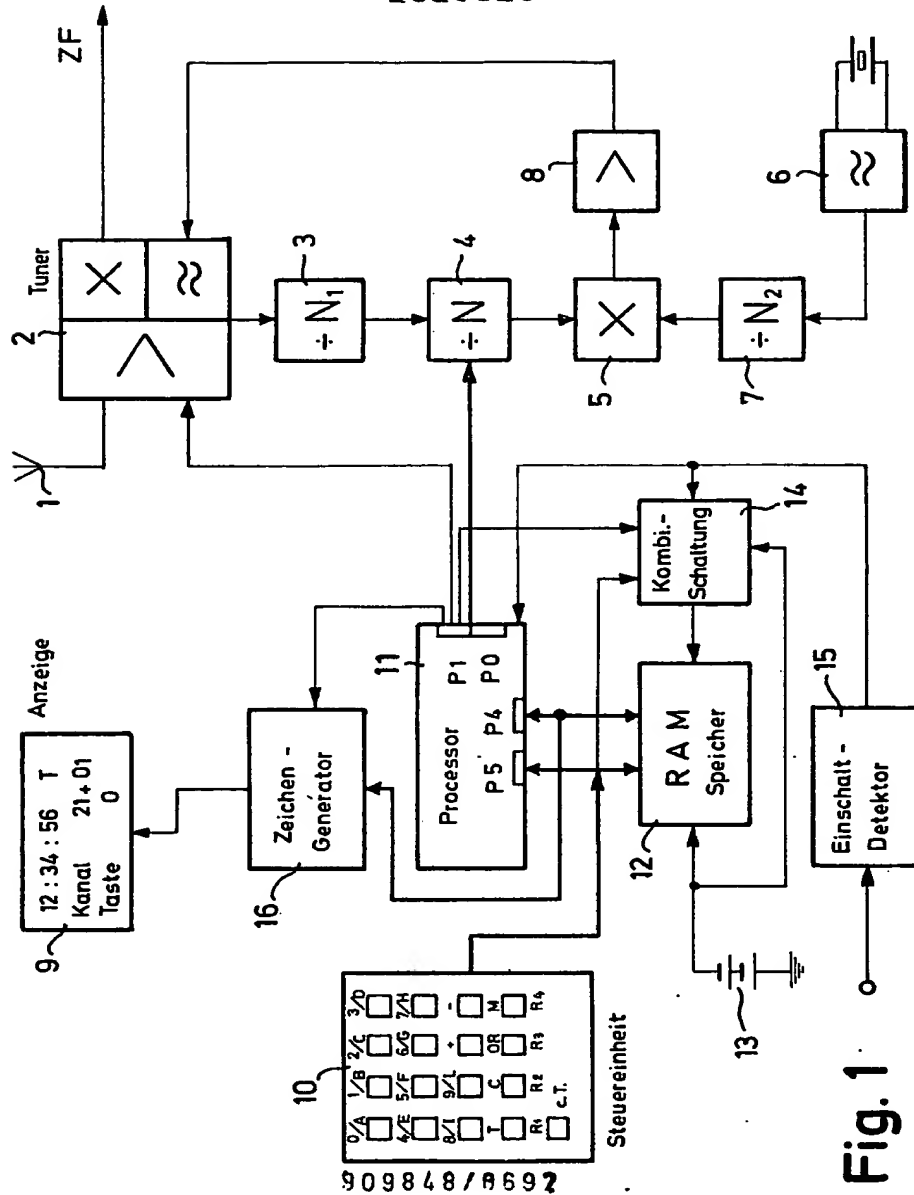 ZF
Tuner
2
3
÷ N₁
4
÷ N
5
7
÷ N₂
8
6
1
Anzeige
9
12 : 34 : 56 T
Kanal 21+01
Taste 0
16
Zeichen -
Generator
11
Processor
P1
P0
P5 P4
14
Kombi.-
Schaltung
12
RAM
Speicher
13
15
Einschalt -
Detektor
10
0/A 1/B 2/C 3/D
4/E 5/F 6/G 7/H
8/I 9/L + -
T C OR M
R1 R2 R3 R4
c.T.
Steuereinheit
Fig. 1